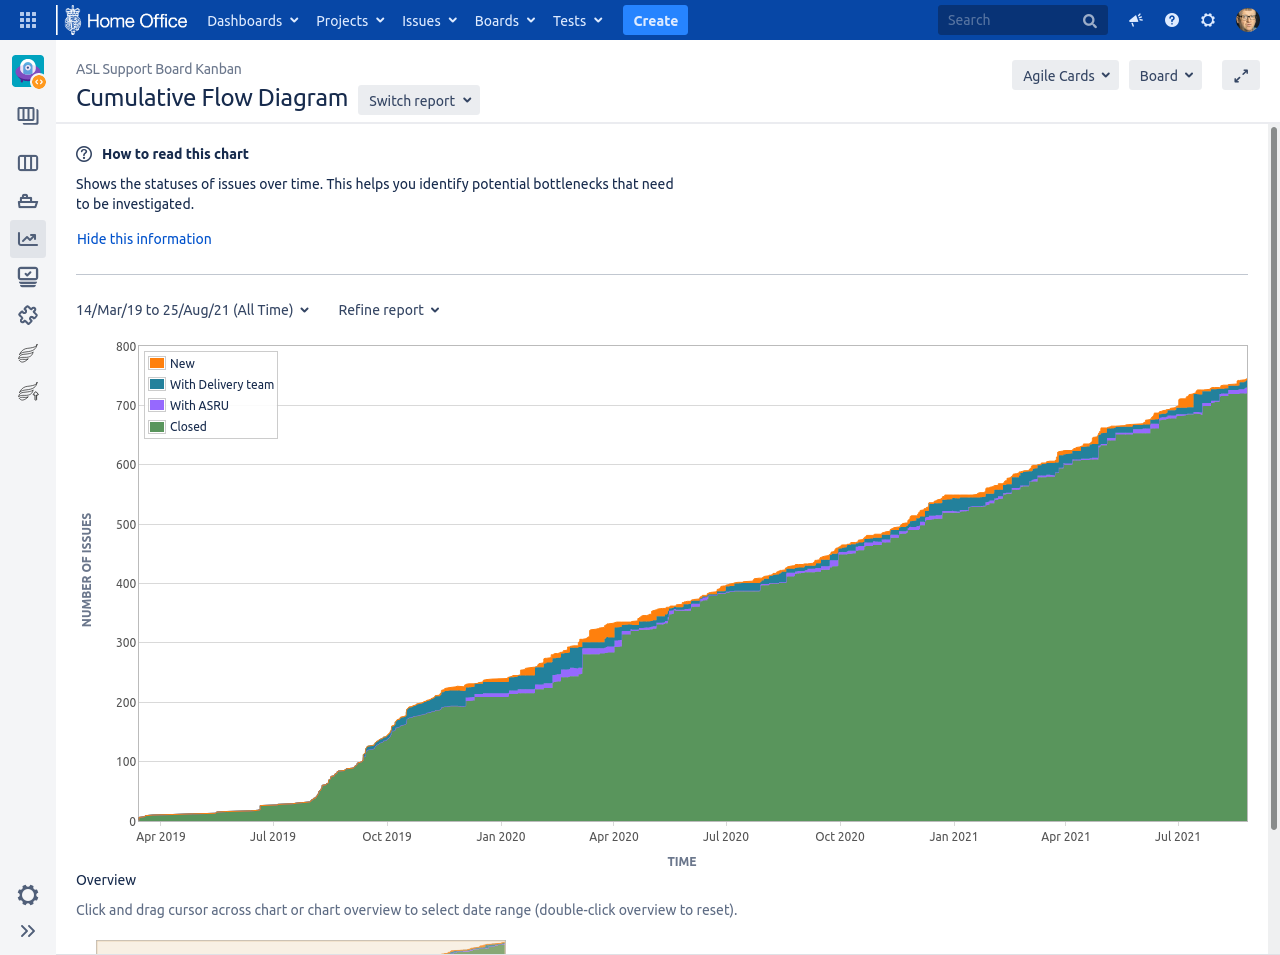 Home Office Dashboards Projects Issues Boards Tests Create Search
ASL Support Board Kanban
Cumulative Flow Diagram Switch report Agile Cards Board
How to read this chart
Shows the statuses of issues over time. This helps you identify potential bottlenecks that need
to be investigated.
Hide this information
14/Mar/19 to 25/Aug/21 (All Time) Refine report
800
700
600
500
400
300
200
100
0
NUMBER OF ISSUES
New
With Delivery team
With ASRU
Closed
Apr 2019 Jul 2019 Oct 2019 Jan 2020 Apr 2020 Jul 2020 Oct 2020 Jan 2021 Apr 2021 Jul 2021
TIME
Overview
Click and drag cursor across chart or chart overview to select date range (double-click overview to reset).